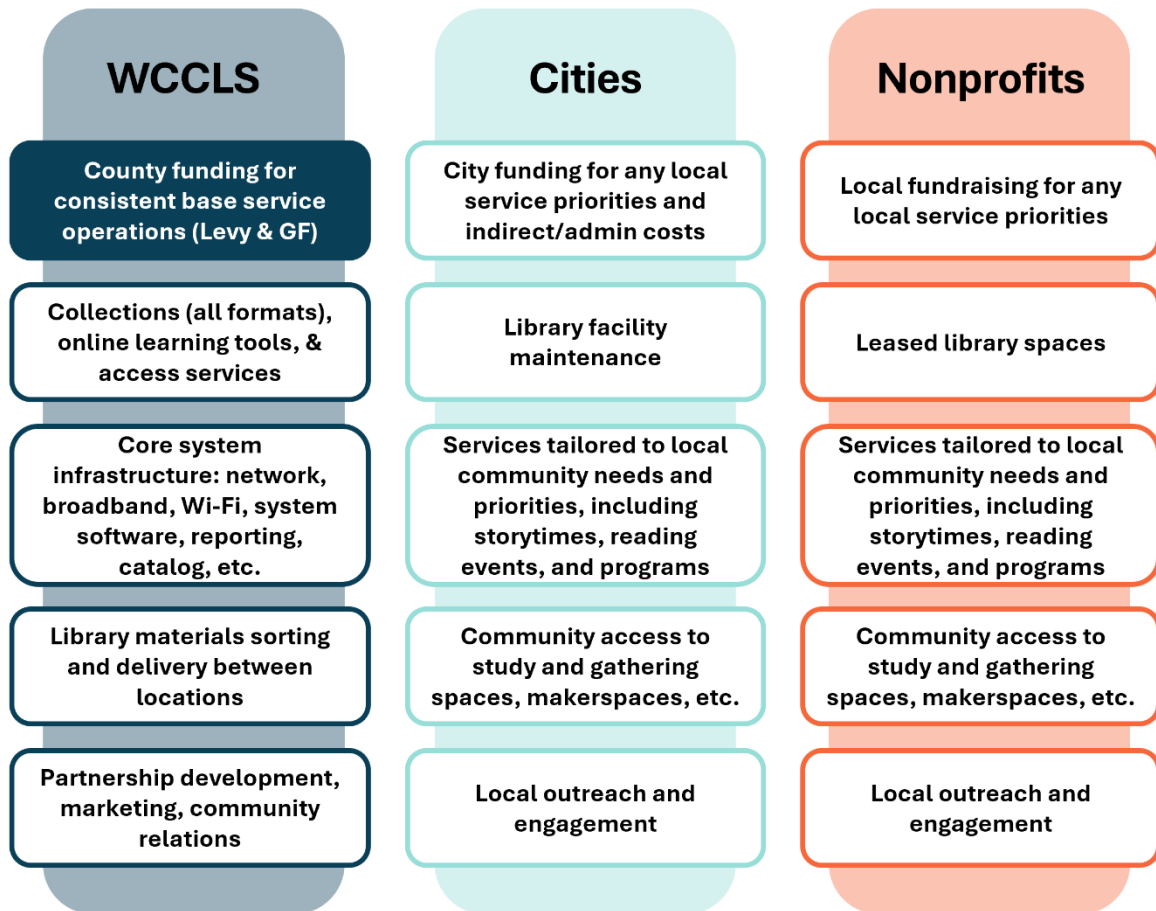 WCCLS
County funding for
consistent base service
operations (Levy & GF)
Collections (all formats),
online learning tools, &
access services
Core system
infrastructure: network,
broadband, Wi-Fi, system
software, reporting,
catalog, etc.
Library materials sorting
and delivery between
locations
Partnership development,
marketing, community
relations
Cities
City funding for any local
service priorities and
indirect/admin costs
Library facility
maintenance
Services tailored to local
community needs and
priorities, including
storytimes, reading
events, and programs
Community access to
study and gathering
spaces, makerspaces, etc.
Local outreach and
engagement
Nonprofits
Local fundraising for any
local service priorities
Leased library spaces
Services tailored to local
community needs and
priorities, including
storytimes, reading
events, and programs
Community access to
study and gathering
spaces, makerspaces, etc.
Local outreach and
engagement